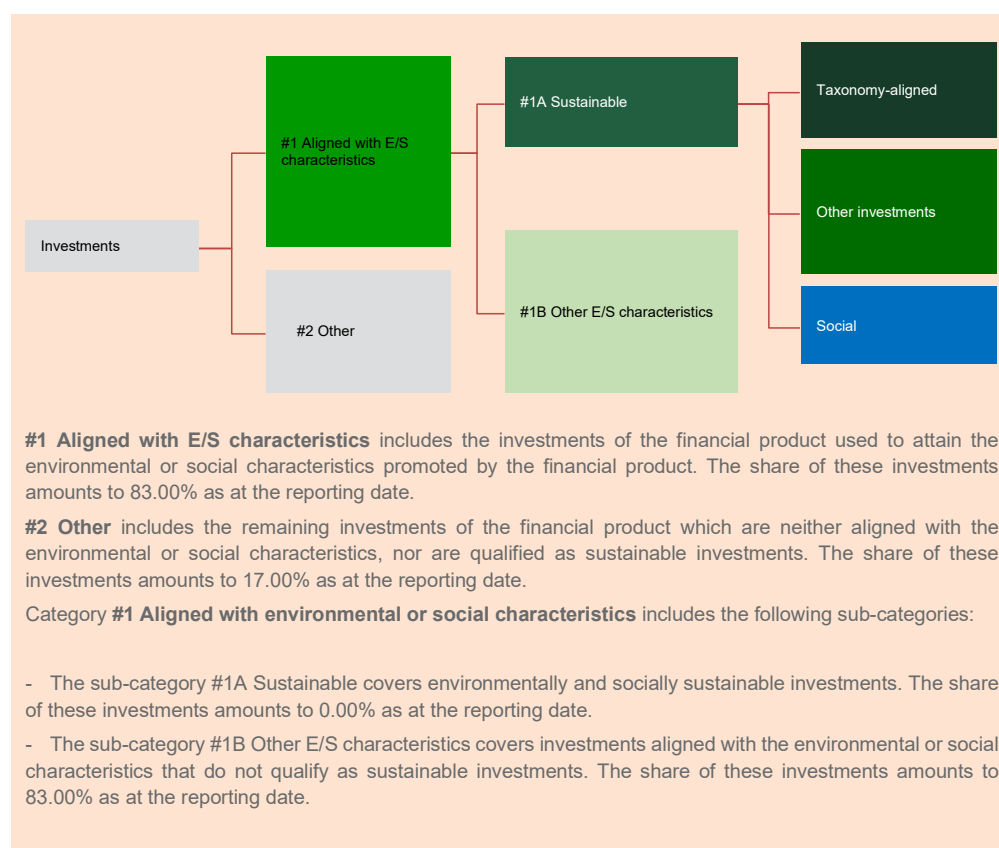 Investments
#1 Aligned with E/S
characteristics
#2 Other
#1A Sustainable
#1B Other E/S characteristics
Taxonomy-aligned
Other investments
Social
#1 Aligned with E/S characteristics includes the investments of the financial product used to attain the
environmental or social characteristics promoted by the financial product. The share of these investments
amounts to 83.00% as at the reporting date.
#2 Other includes the remaining investments of the financial product which are neither aligned with the
environmental or social characteristics, nor are qualified as sustainable investments. The share of these
investments amounts to 17.00% as at the reporting date.
Category #1 Aligned with environmental or social characteristics includes the following sub-categories:
- The sub-category #1A Sustainable covers environmentally and socially sustainable investments. The share
of these investments amounts to 0.00% as at the reporting date.
- The sub-category #1B Other E/S characteristics covers investments aligned with the environmental or social
characteristics that do not qualify as sustainable investments. The share of these investments amounts to
83.00% as at the reporting date.